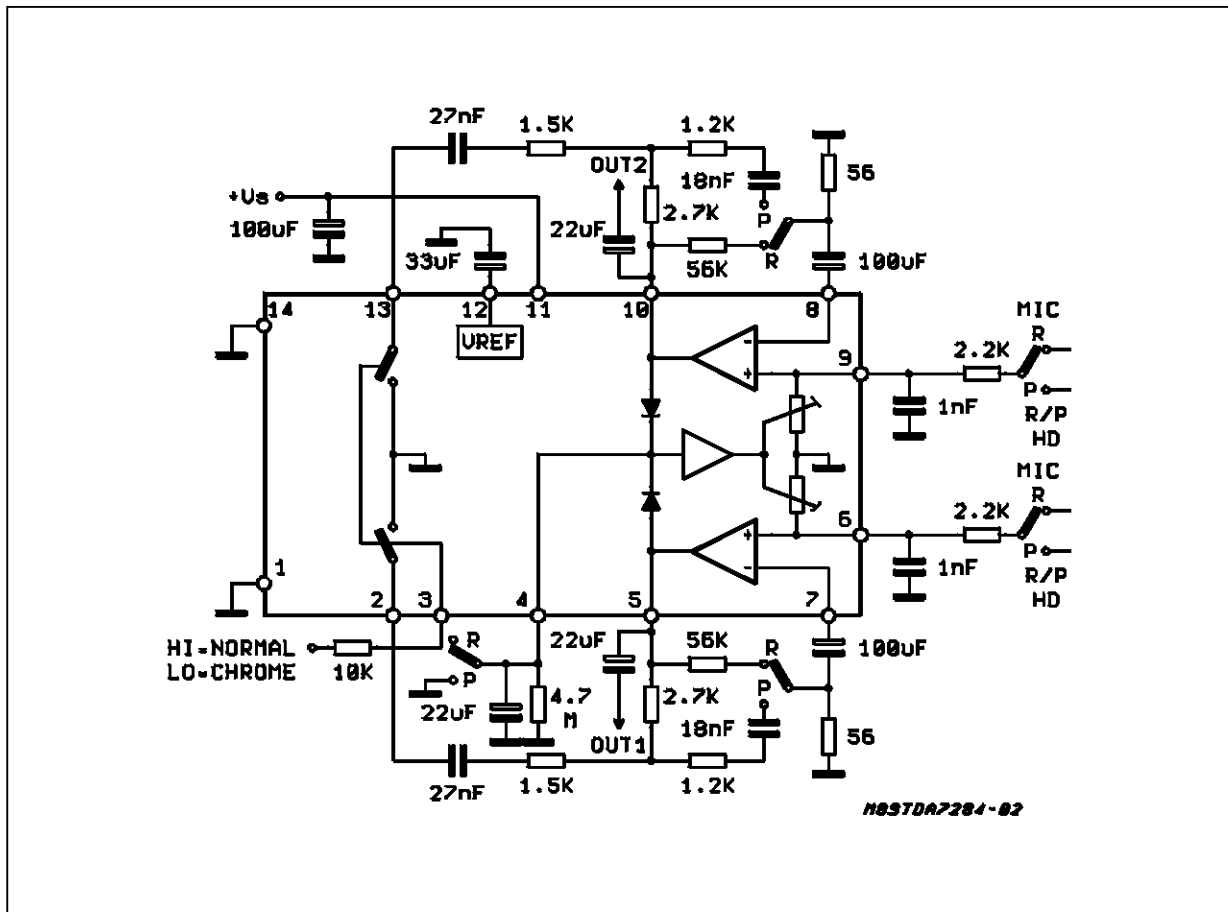 27nF
1.5K
1.2K
OUT2
18nF
56
+Vs
P
2.7K
100uF
22uF
33uF
56K
R
100uF
14
13
12
11
10
8
MIC
VREF
R
-
9
2.2K
+
P
1nF
R/P
HD
MIC
R
6
2.2K
+
P
1
-
1nF
R/P
2
3
4
5
7
HD
22uF
56K
HI=NORMAL
R
R
100uF
LO=CHROME
10K
P
P
22uF
4.7
M
2.7K
18nF
OUT1
56
27nF
1.5K
1.2K
M89TDA7284-02